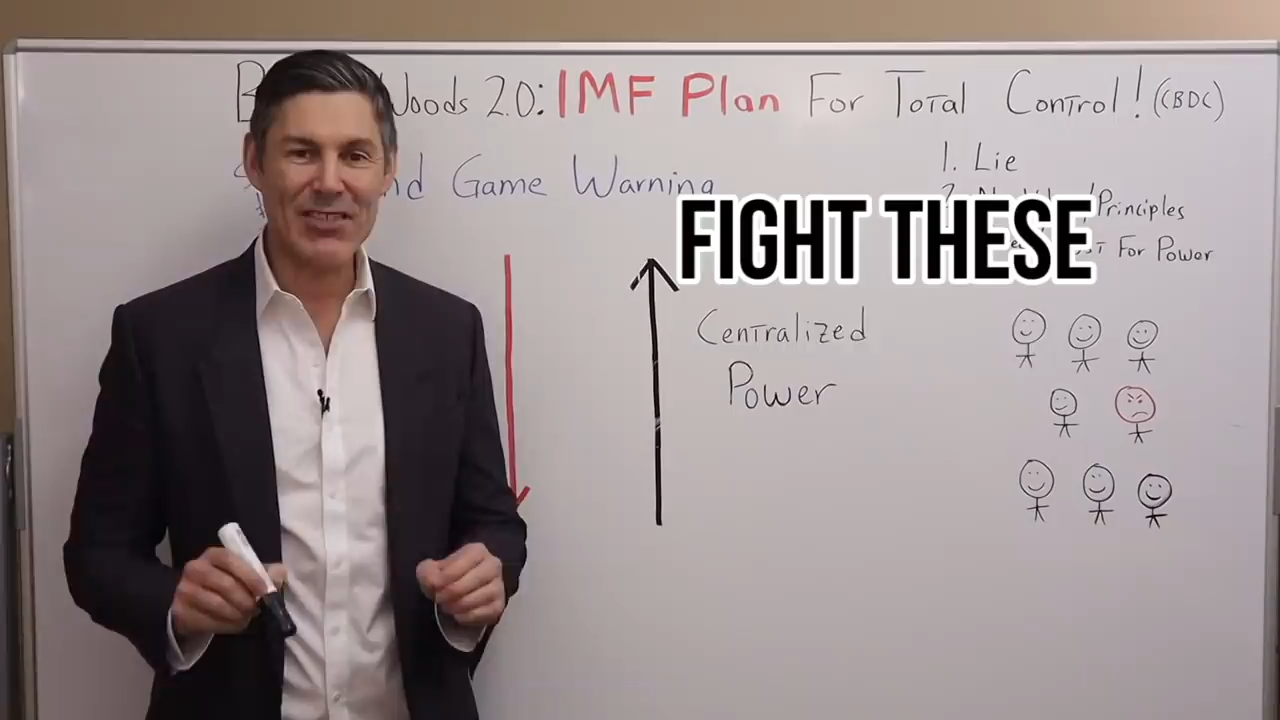 Woods 2.0: IMF Plan For Total Control! (CBDC)
Game Warning
1. Lie
Principles
For Power
FIGHT THESE
Centralized
Power